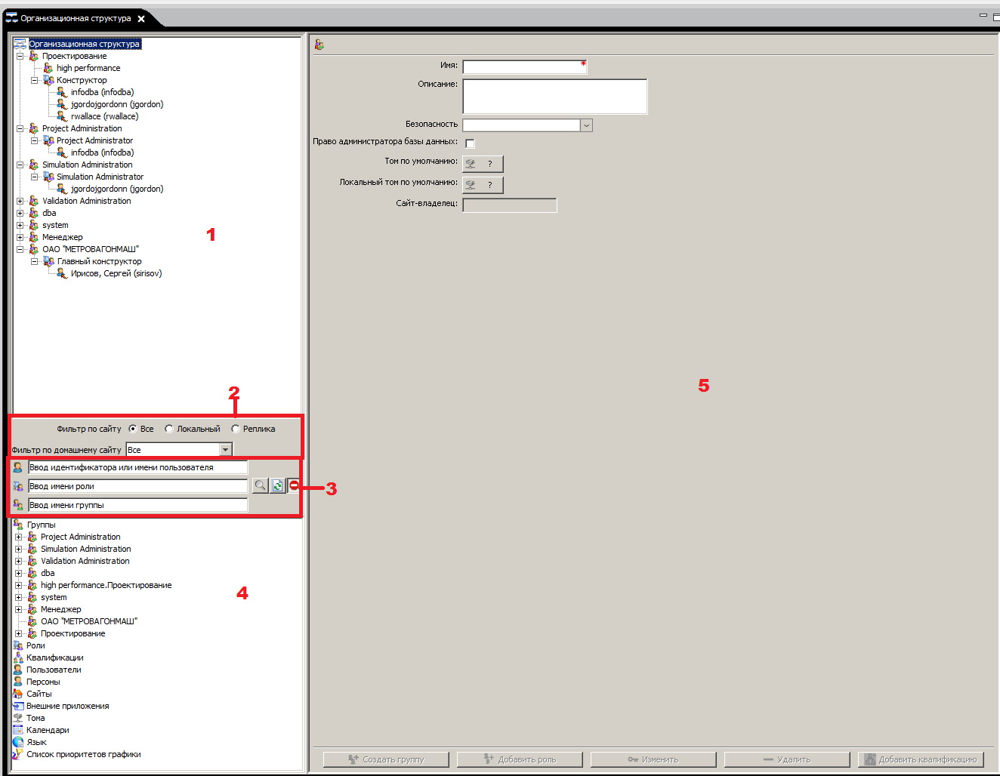 Организационная структура
Организационная структура
Проектирование
high performance
Конструктор
infodba (infodba)
jgordojgordonn (jgordon)
rwallace (rwallace)
Project Administration
Project Administrator
infodba (infodba)
Simulation Administration
Simulation Administrator
jgordojgordonn (jgordon)
Validation Administration
dba
system
Менеджер
ОАО "МЕТРОВАГОНМАШ"
Главный конструктор
Ирисов, Сергей (sirisov)
1
2
Фильтр по сайту Все Локальный Реплика
Фильтр по домашнему сайту Все
Ввод идентификатора или имени пользователя
Ввод имени роли
3
Ввод имени группы
Группы
Project Administration
Simulation Administration
Validation Administration
dba
high performance.Проектирование
system
Менеджер
ОАО "МЕТРОВАГОНМАШ"
Проектирование
4
Роли
Квалификации
Пользователи
Персоны
Сайты
Внешние приложения
Тома
Календари
Язык
Список приоритетов графики
Имя: *
Описание:
Безопасность
Право администратора базы данных:
Том по умолчанию: ?
Локальный том по умолчанию: ?
Сайт-владелец:
5
Создать группу Добавить роль Изменить Удалить Добавить квалификацию